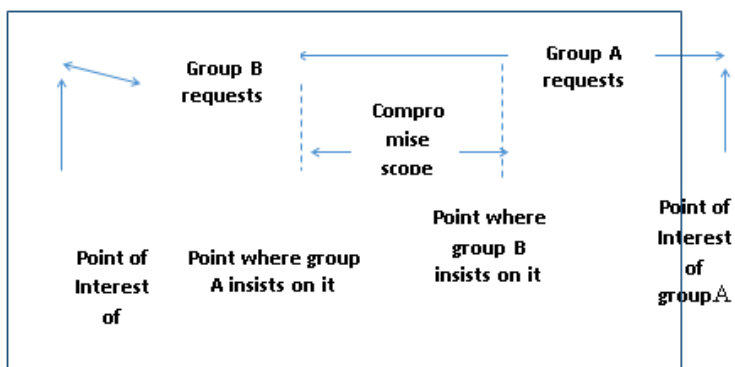 Group B
requests
Group A
requests
Compro
mise
scope
Point of
Interest
of
Point where group
A insists on it
Point where
group B
insists on it
Point of
Interest
of
group.A